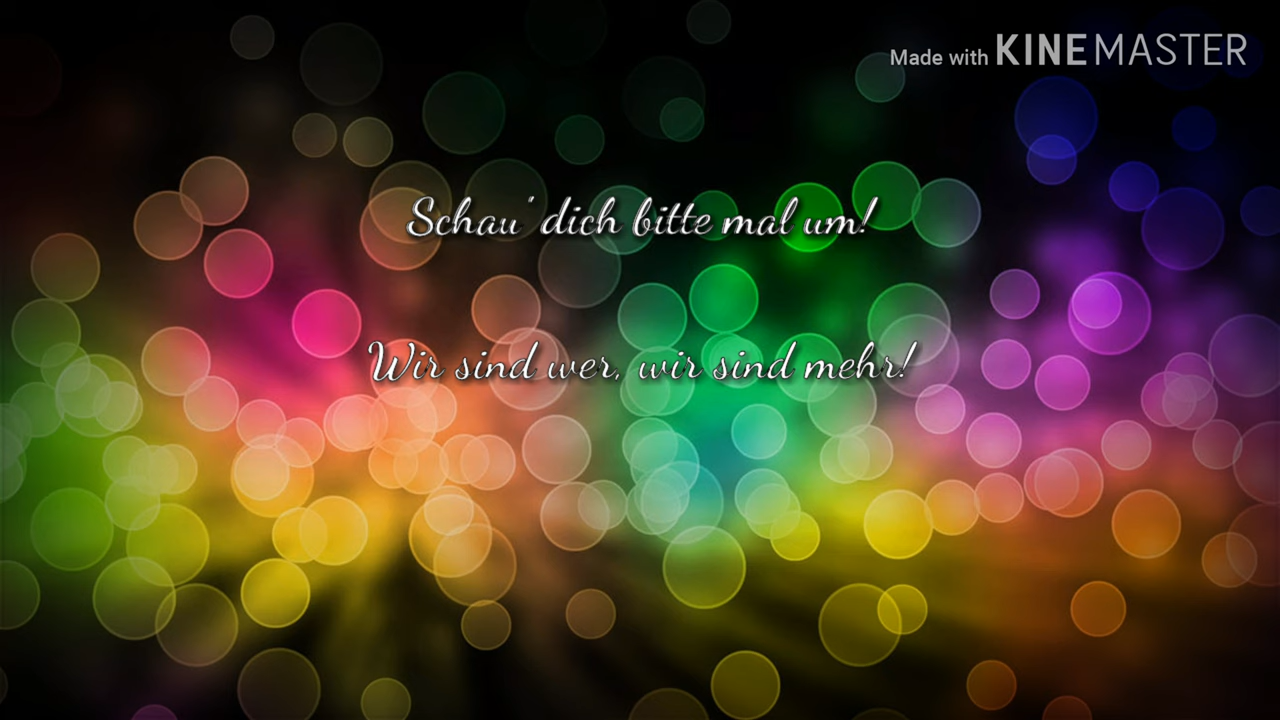 Made with KINEMASTER
Schau' dich bitte mal um!
Wir sind wer, wir sind mehr!